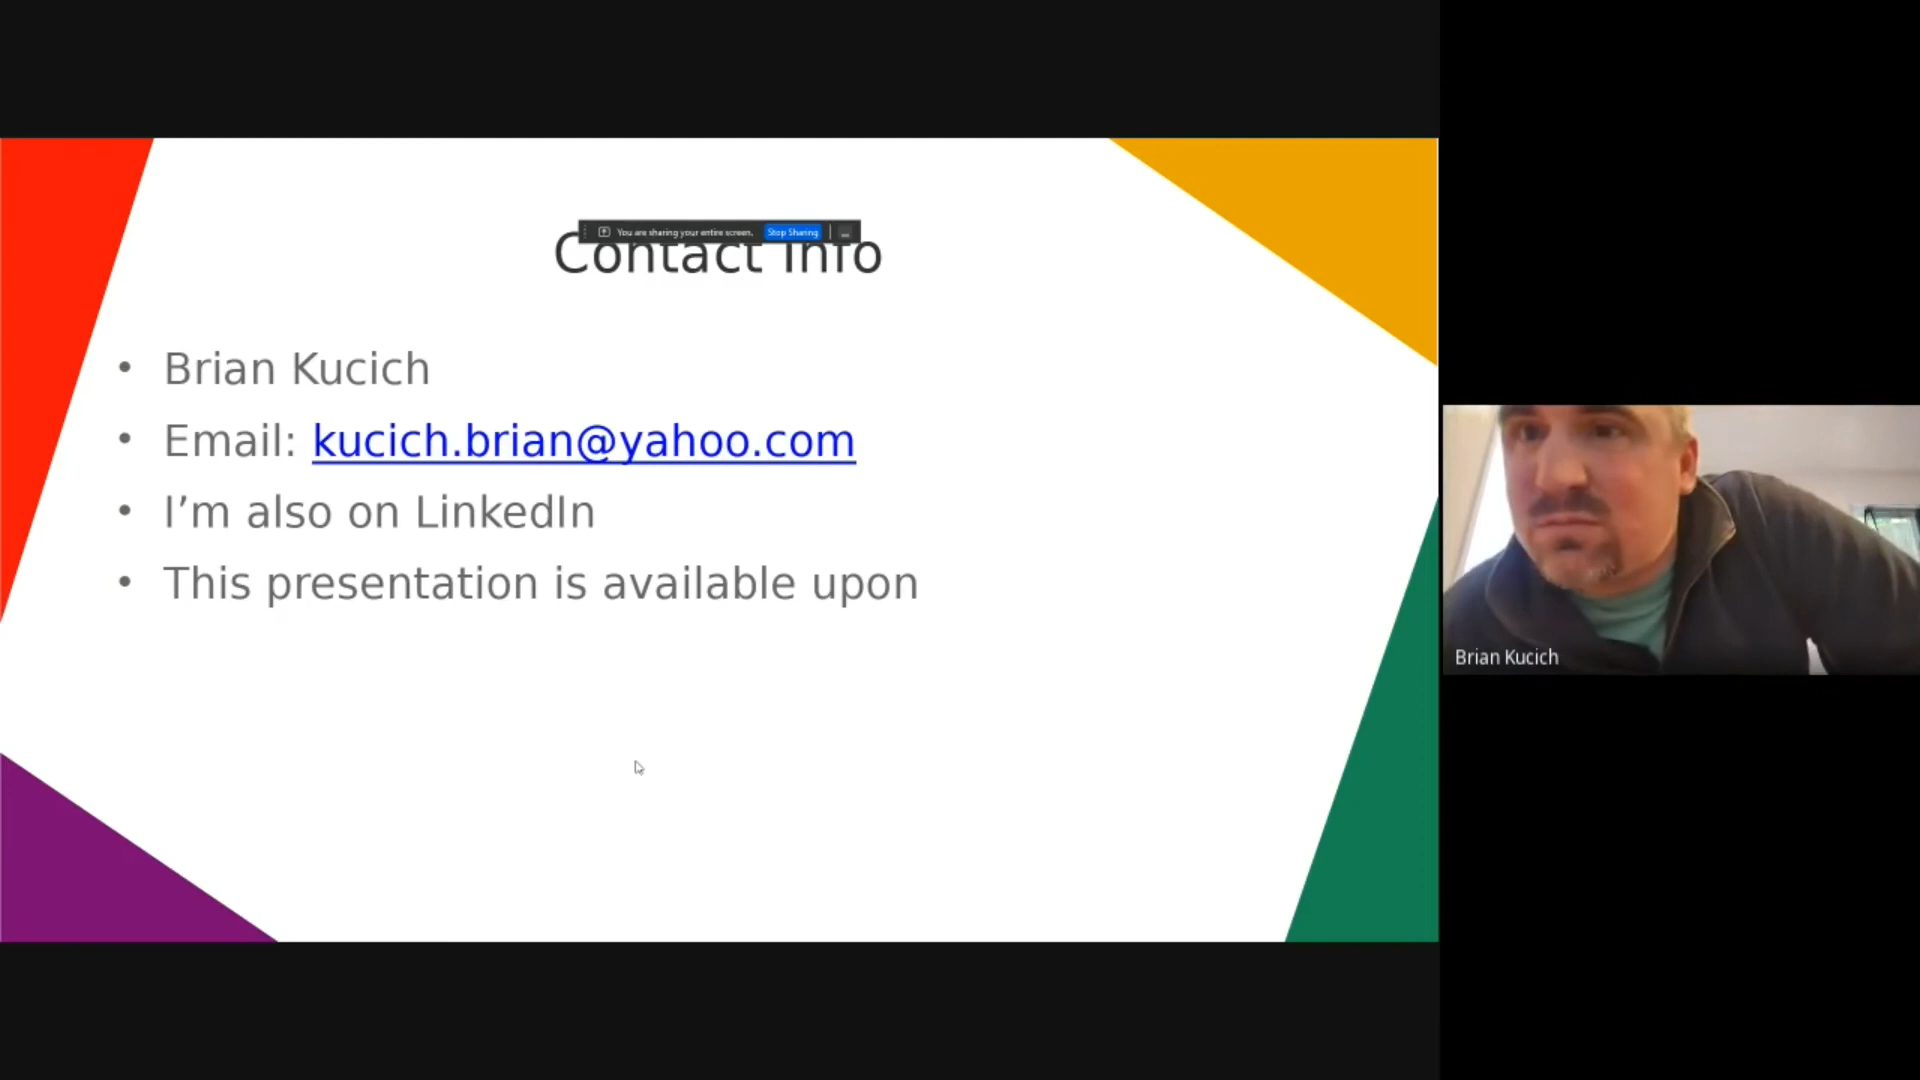 You are sharing your entire screen. Stop Sharing
Contact Info
• Brian Kucich
• Email: kucich.brian@yahoo.com
• I’m also on LinkedIn
• This presentation is available upon
Brian Kucich